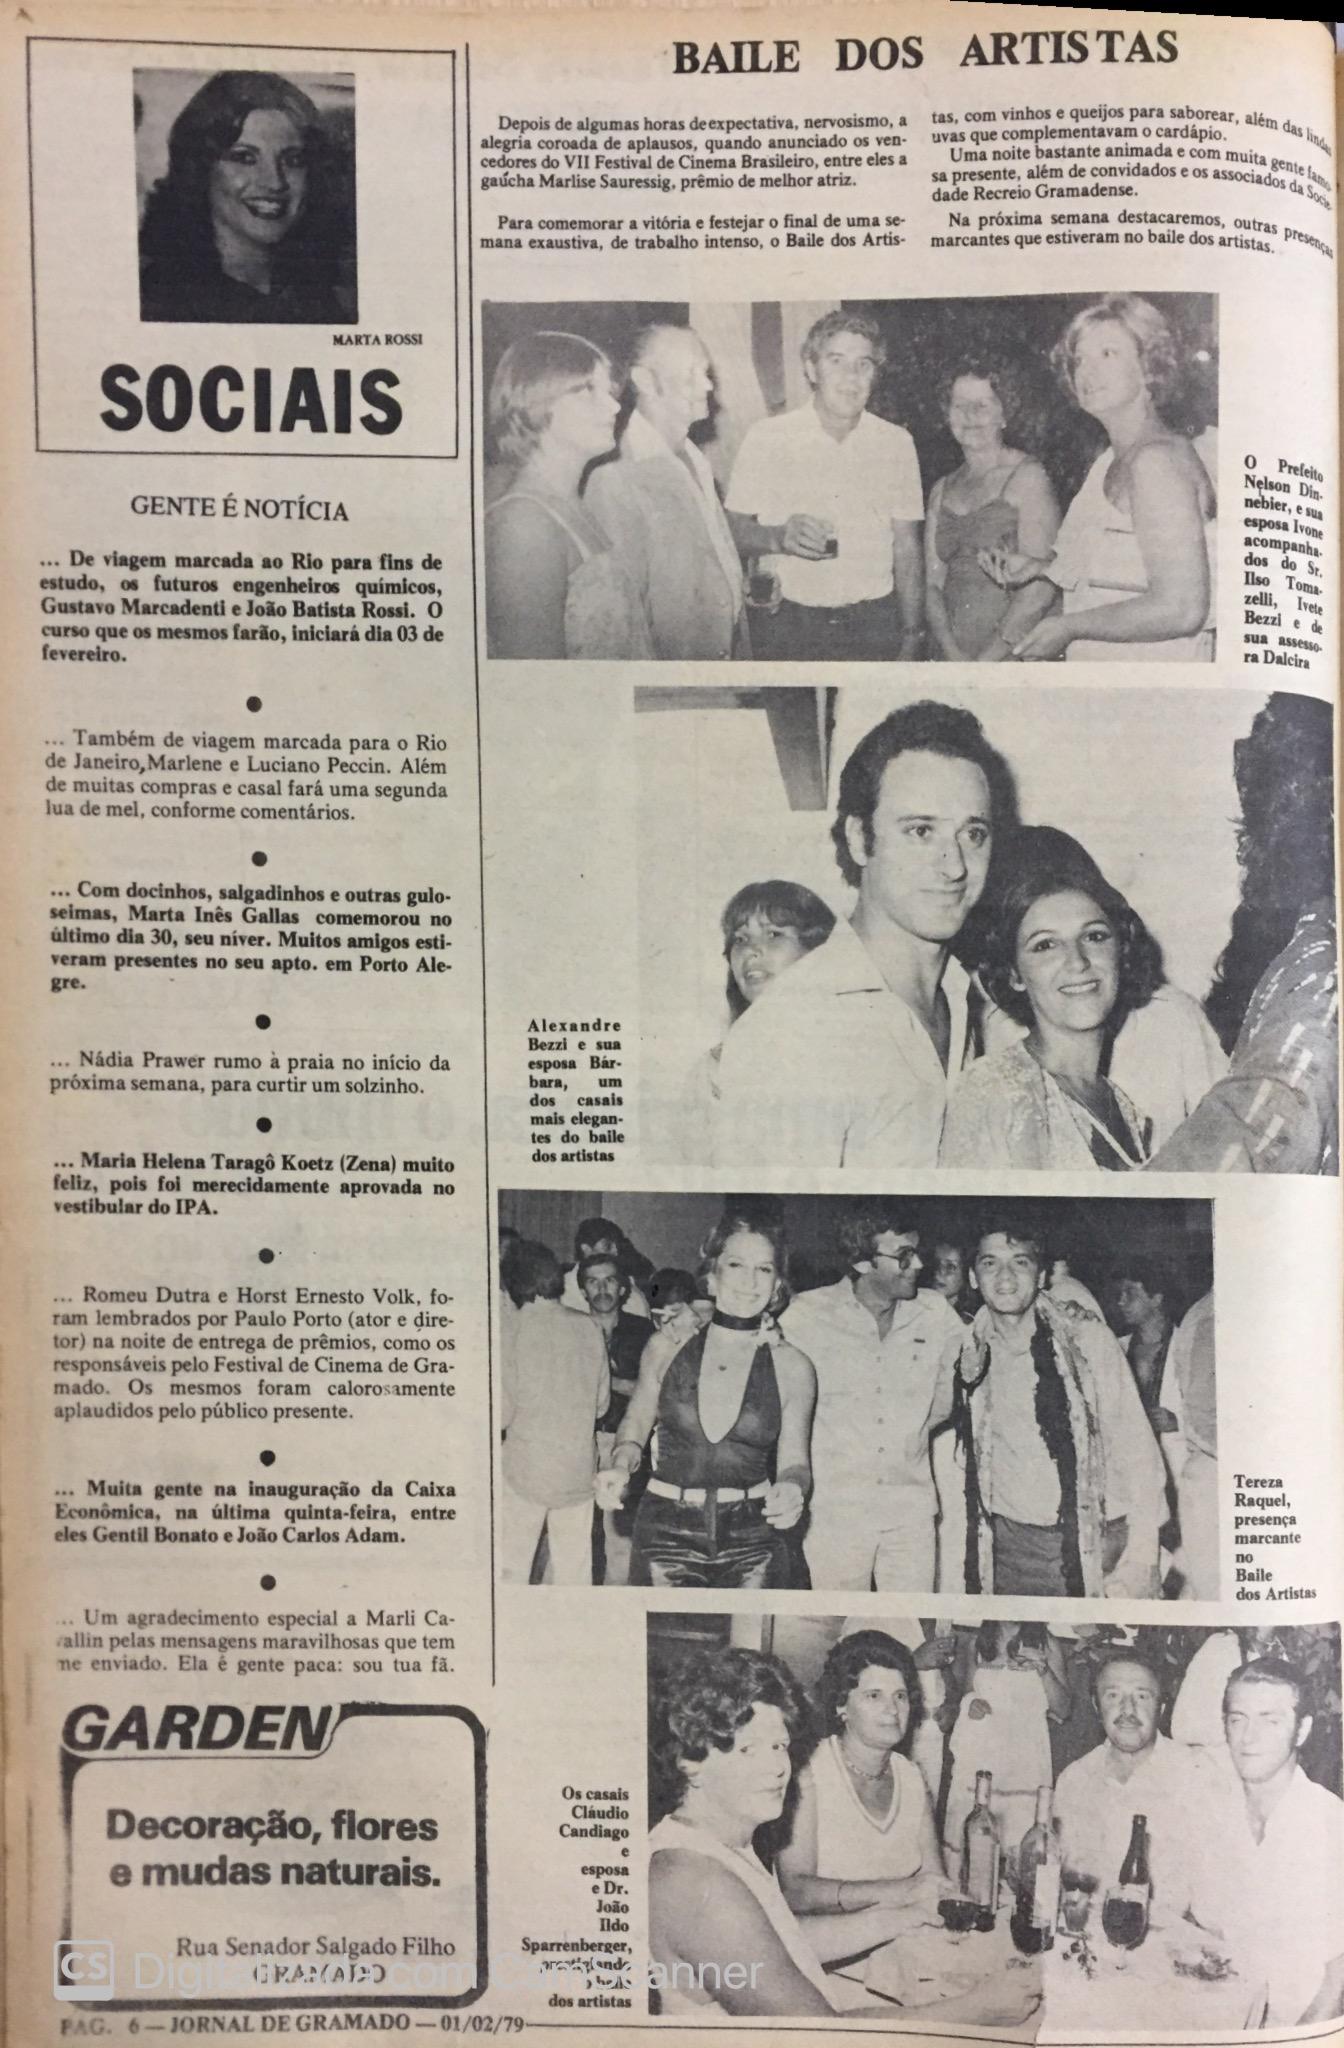 MARTA ROSSI
SOCIAIS
GENTE É NOTÍCIA
... De viagem marcada ao Rio para fins de
estudo, os futuros engenheiros químicos,
Gustavo Marcadenti e João Batista Rossi. O
curso que os mesmos farão, iniciará dia 03 de
fevereiro.
... Também de viagem marcada para o Rio
de Janeiro, Marlene e Luciano Peccin. Além
de muitas compras e casal fará uma segunda
lua de mel, conforme comentários.
... Com docinhos, salgadinhos e outras gulo-
seimas, Marta Inês Gallas comemorou no
último dia 30, seu níver. Muitos amigos esti-
veram presentes no seu apto. em Porto Ale-
gre.
... Nádia Prawer rumo à praia no início da
próxima semana, para curtir um solzinho.
... Maria Helena Taragô Koetz (Zena) muito
feliz, pois foi merecidamente aprovada no
vestibular do IPA.
... Romeu Dutra e Horst Ernesto Volk, fo-
ram lembrados por Paulo Porto (ator e dire-
tor) na noite de entrega de prêmios, como os
responsáveis pelo Festival de Cinema de Gra-
mado. Os mesmos foram calorosamente
aplaudidos pelo público presente.
... Muita gente na inauguração da Caixa
Econômica, na última quinta-feira, entre
eles Gentil Bonato e João Carlos Adam.
... Um agradecimento especial a Marli Ca-
vallin pelas mensagens maravilhosas que tem
me enviado. Ela é gente paca: sou tua fã.
GARDEN
Decoração, flores
e mudas naturais.
Rua Senador Salgado Filho
GRAMADO
BAILE DOS ARTISTAS
Depois de algumas horas de expectativa, nervosismo, a
alegria coroada de aplausos, quando anunciado os ven-
cedores do VII Festival de Cinema Brasileiro, entre eles a
gaúcha Marlise Sauressig, prêmio de melhor atriz.
Para comemorar a vitória e festejar o final de uma se-
mana exaustiva, de trabalho intenso, o Baile dos Artis-
tas, com vinhos e queijos para saborear, além das lindas
uvas que complementavam o cardápio.
Uma noite bastante animada e com muita gente famo-
sa presente, além de convidados e os associados da Socie-
dade Recreio Gramadense.
Na próxima semana destacaremos, outras presenças
marcantes que estiveram no baile dos artistas.
O Prefeito
Nelson Din-
nebier, e sua
esposa Ivone
acompanha-
dos do Sr.
Ilso Toma-
zelli, Ivete
Bezzi e de
sua assesso-
ra Dalcira
Alexandre
Bezzi e sua
esposa Bár-
bara, um
dos casais
mais elegan-
tes do baile
dos artistas
Tereza
Raquel,
presença
marcante
no
Baile
dos Artistas
Os casais
Cláudio
Candiago
e
esposa
e Dr.
João
Ildo
Sparrenberger,
o baile
dos artistas
PAG. 6 — JORNAL DE GRAMADO — 01/02/79
CS Digitalizada com CamScanner